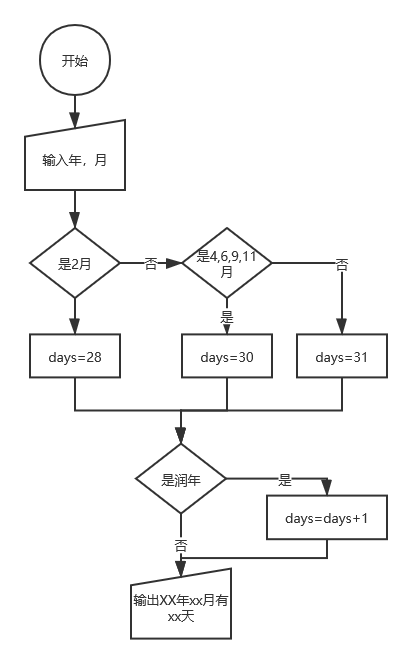 开始
输入年，月
是2月
否
是4,6,9,11
月
否
是
days=28
days=30
days=31
是润年
是
days=days+1
否
输出XX年xx月有
xx天